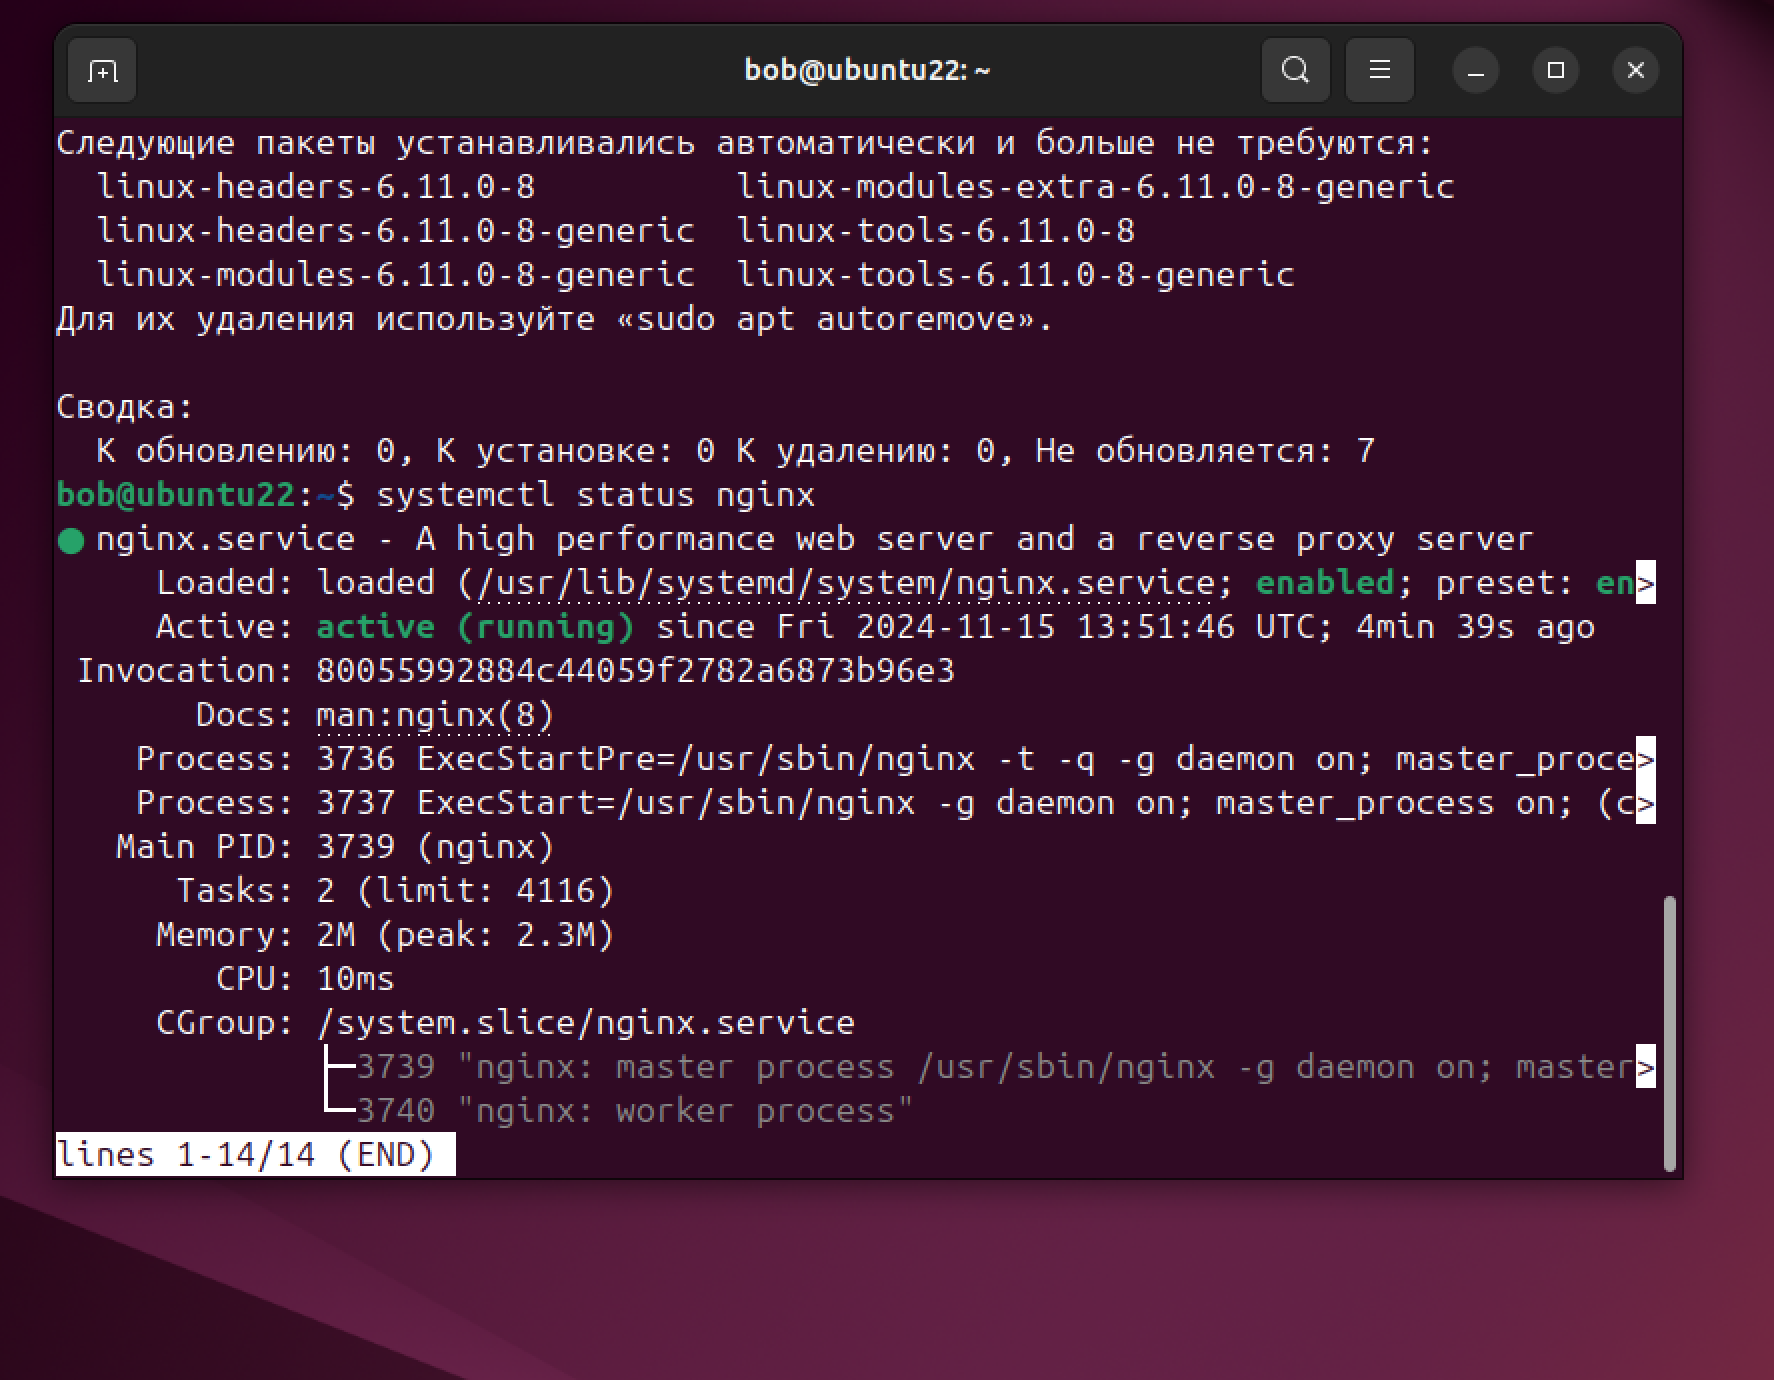 bob@ubuntu22: ~
Следующие пакеты устанавливались автоматически и больше не требуются:
  linux-headers-6.11.0-8          linux-modules-extra-6.11.0-8-generic
  linux-headers-6.11.0-8-generic  linux-tools-6.11.0-8
  linux-modules-6.11.0-8-generic  linux-tools-6.11.0-8-generic
Для их удаления используйте «sudo apt autoremove».
Сводка:
  К обновлению: 0, К установке: 0 К удалению: 0, Не обновляется: 7
bob@ubuntu22:~$ systemctl status nginx
● nginx.service - A high performance web server and a reverse proxy server
     Loaded: loaded (/usr/lib/systemd/system/nginx.service; enabled; preset: en>
     Active: active (running) since Fri 2024-11-15 13:51:46 UTC; 4min 39s ago
 Invocation: 80055992884c44059f2782a6873b96e3
       Docs: man:nginx(8)
    Process: 3736 ExecStartPre=/usr/sbin/nginx -t -q -g daemon on; master_proce>
    Process: 3737 ExecStart=/usr/sbin/nginx -g daemon on; master_process on; (c>
   Main PID: 3739 (nginx)
      Tasks: 2 (limit: 4116)
     Memory: 2M (peak: 2.3M)
        CPU: 10ms
     CGroup: /system.slice/nginx.service
             ├─3739 "nginx: master process /usr/sbin/nginx -g daemon on; master>
             └─3740 "nginx: worker process"
lines 1-14/14 (END)